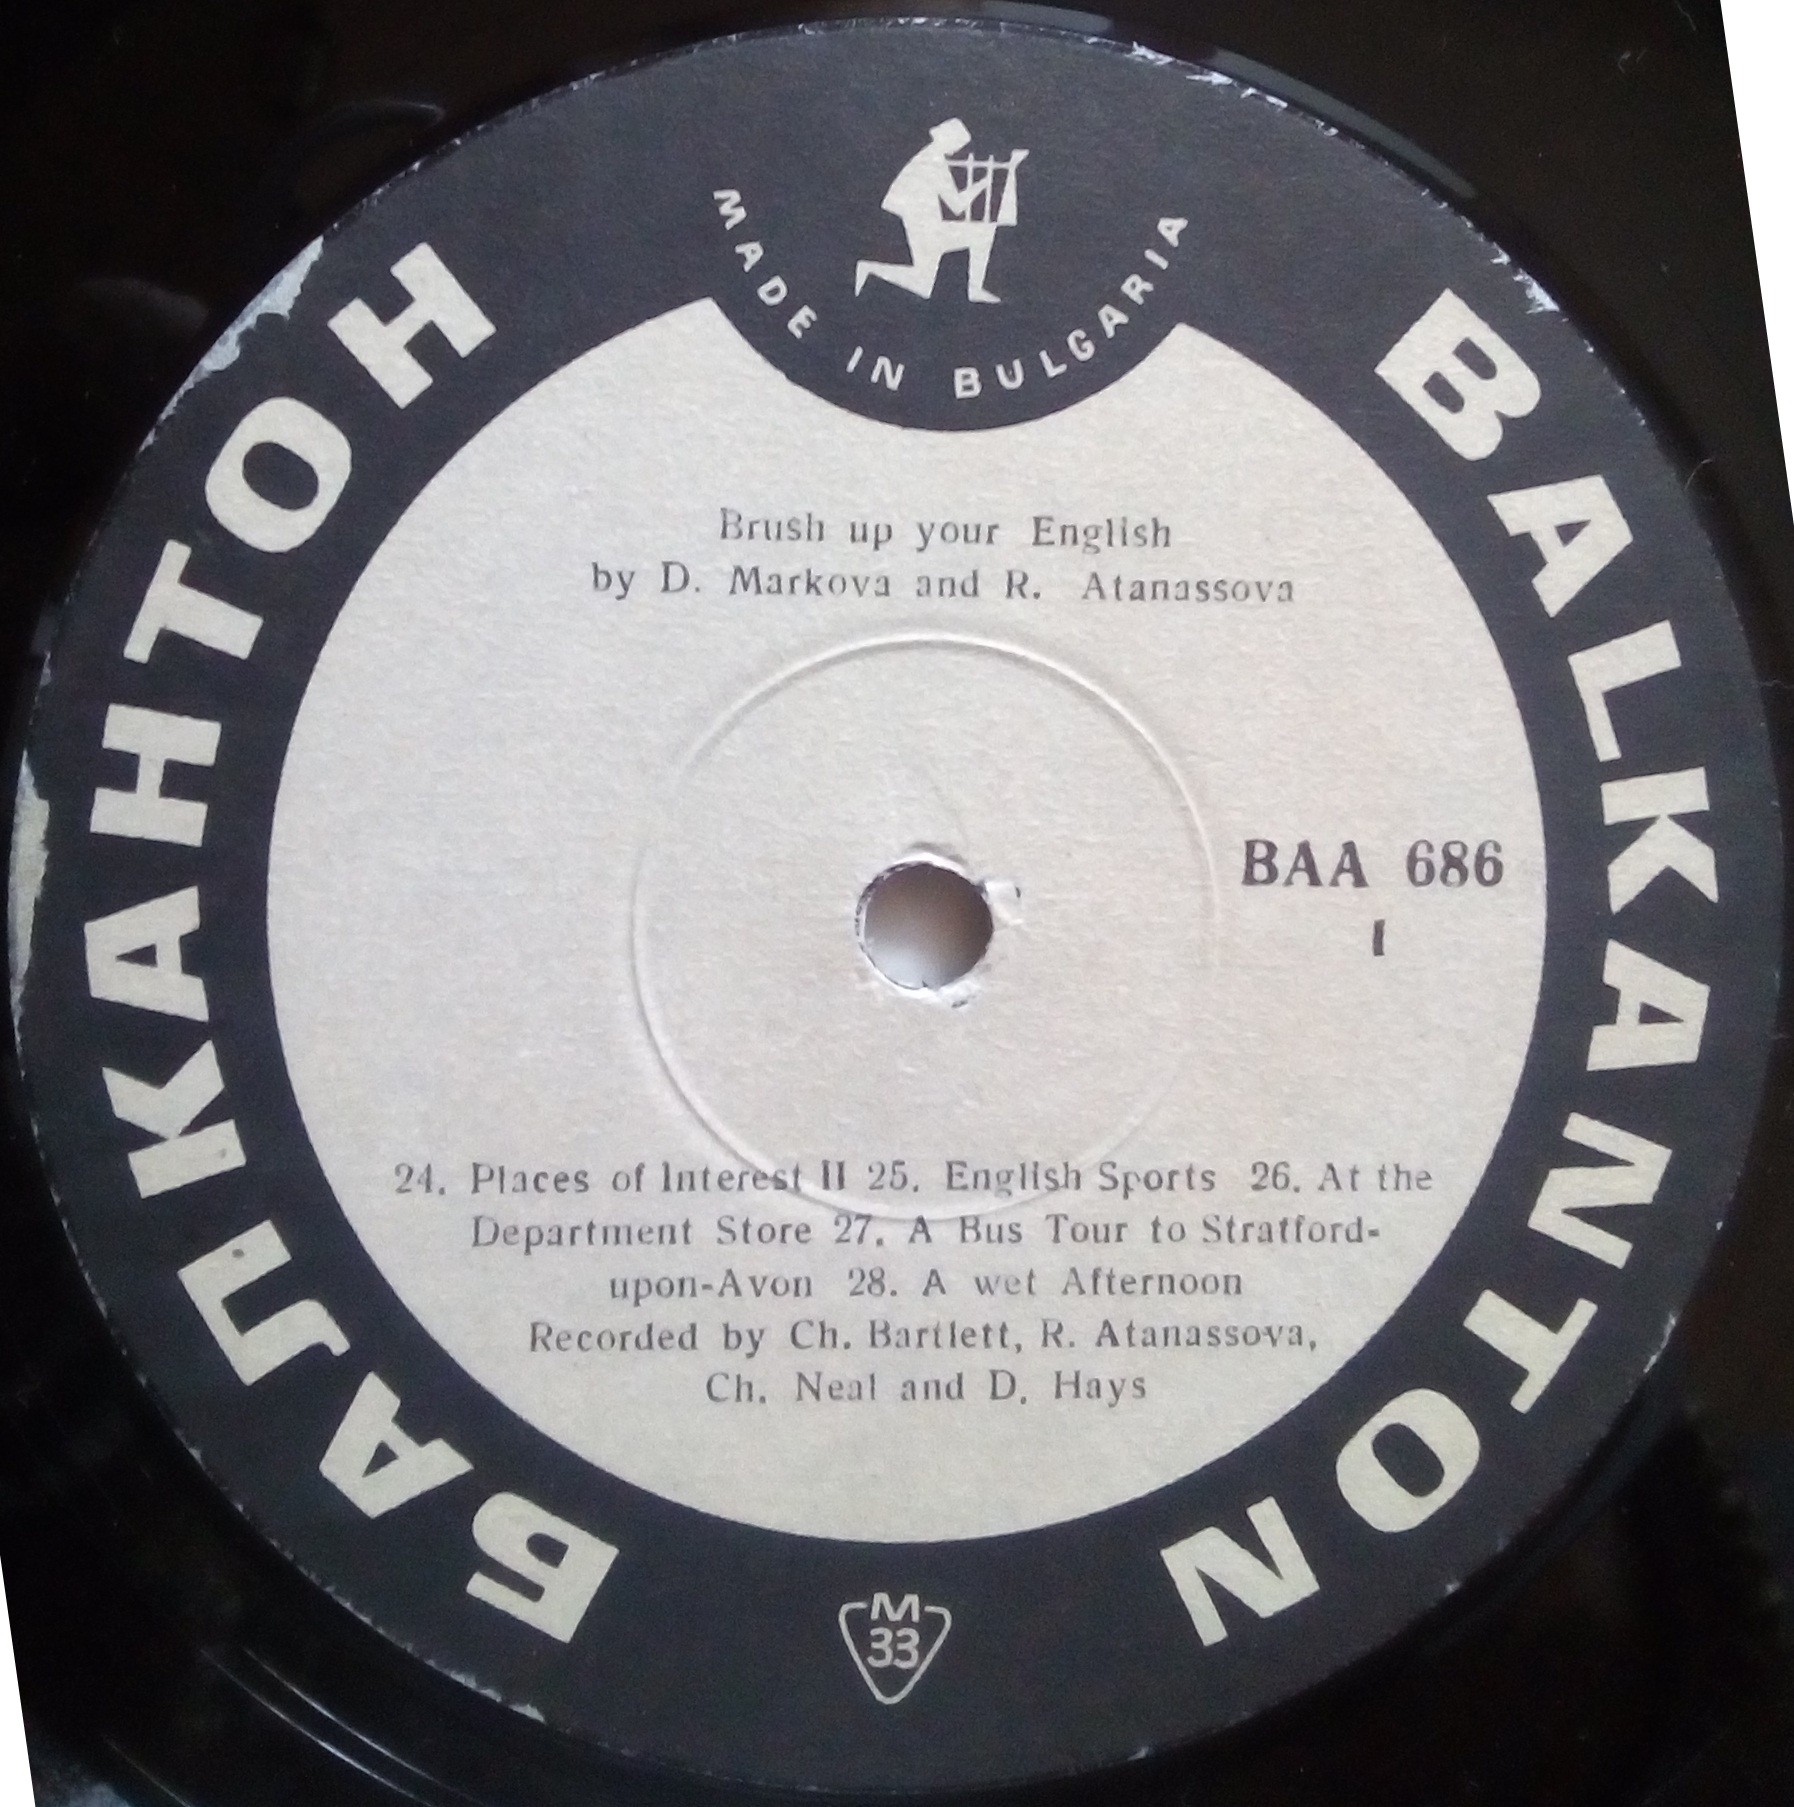 MADE IN BULGARIA
БАЛКАНТОН
BALKANTON
Brush up your English
by D. Markova and R. Atanassova
BAA 686
I
24. Places of Interest II 25. English Sports 26. At the
Department Store 27. A Bus Tour to Stratford-
upon-Avon 28. A wet Afternoon
Recorded by Ch. Bartlett, R. Atanassova,
Ch. Neal and D. Hays
M
33